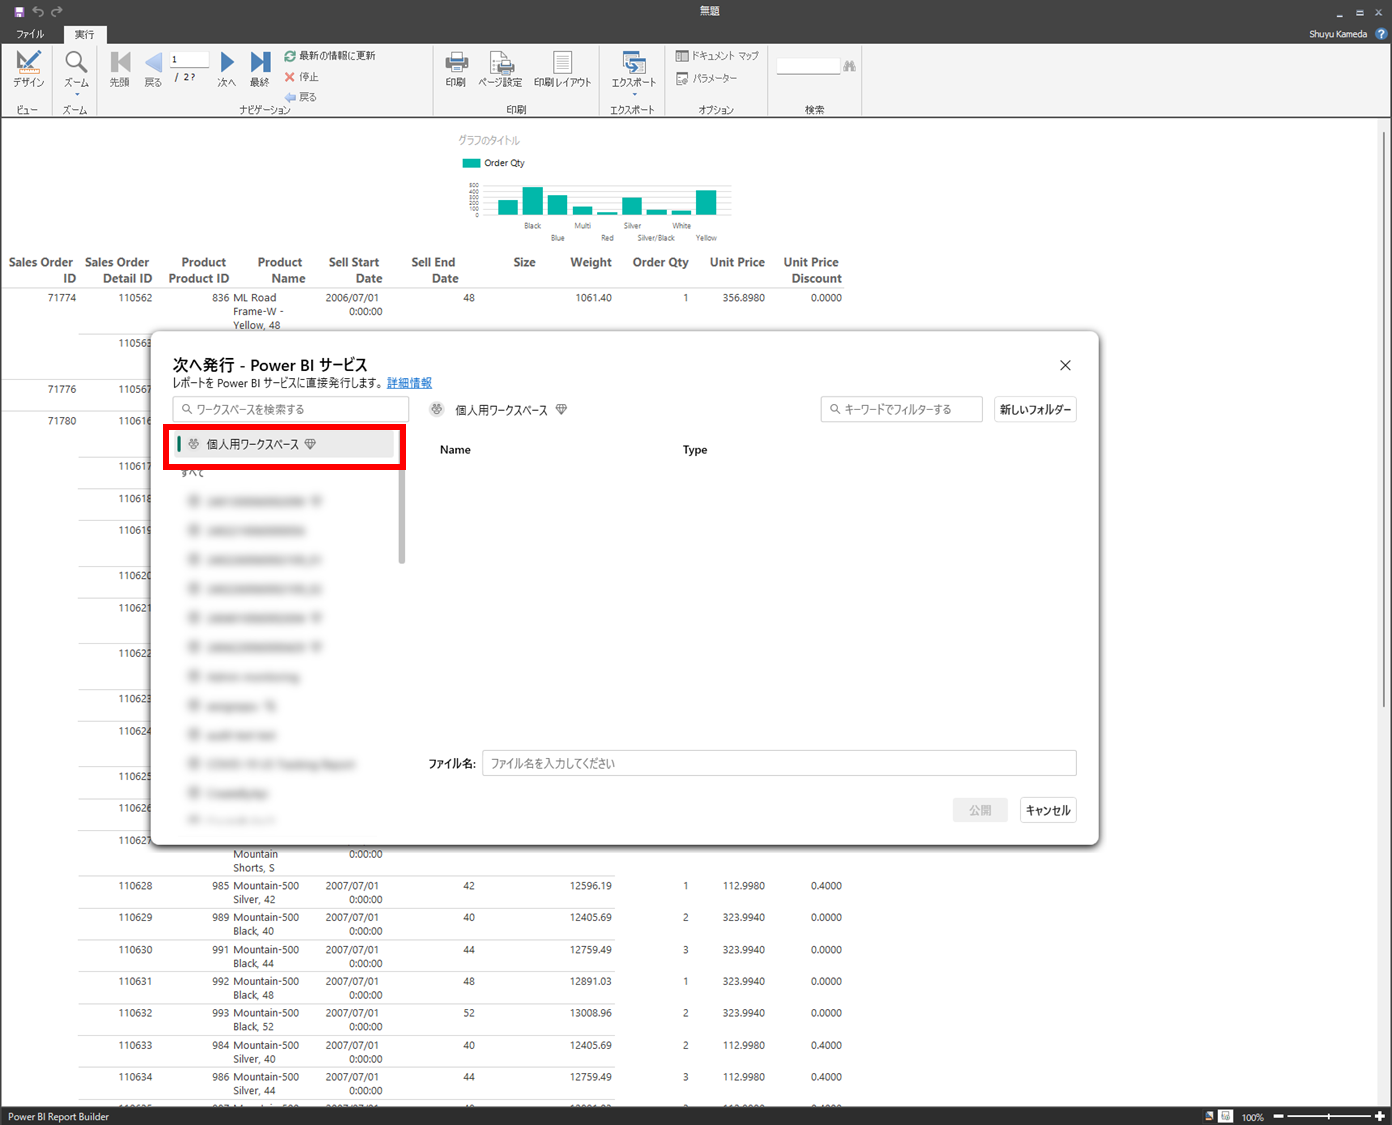 無題
ファイル
実行
Shuyu Kameda
デザイン
ズーム
先頭
戻る
1
/ 2 ?
次へ
最終
最新の情報に更新
停止
戻る
印刷
ページ設定
印刷レイアウト
エクスポート
ドキュメント マップ
パラメーター
ビュー
ズーム
ナビゲーション
印刷
エクスポート
オプション
検索
グラフのタイトル
Order Qty
500
400
300
200
100
0
Black
Multi
Silver
White
Blue
Red
Silver/Black
Yellow
Sales Order ID
Sales Order Detail ID
Product Product ID
Product Name
Sell Start Date
Sell End Date
Size
Weight
Order Qty
Unit Price
Unit Price Discount
71774 110562 836 ML Road 2006/07/01 48 1061.40 1 356.8980 0.0000
Frame-W - 0:00:00
Yellow, 48
110563
71776 110567
71780 110616
110617
110618
110619
110620
110621
110622
110623
110624
110625
110626
110627
次へ発行 - Power BI サービス
レポートを Power BI サービスに直接発行します。 詳細情報
ワークスペースを検索する
個人用ワークスペース
キーワードでフィルターする
新しいフォルダー
個人用ワークスペース
Name
Type
すべて
ファイル名:
ファイル名を入力してください
公開
キャンセル
Mountain 0:00:00
Shorts, S
110628 985 Mountain-500 2007/07/01 42 12596.19 1 112.9980 0.4000
Silver, 42 0:00:00
110629 989 Mountain-500 2007/07/01 40 12405.69 2 323.9940 0.0000
Black, 40 0:00:00
110630 991 Mountain-500 2007/07/01 44 12759.49 3 323.9940 0.0000
Black, 44 0:00:00
110631 992 Mountain-500 2007/07/01 48 12891.03 1 323.9940 0.0000
Black, 48 0:00:00
110632 993 Mountain-500 2007/07/01 52 13008.96 2 323.9940 0.0000
Black, 52 0:00:00
110633 984 Mountain-500 2007/07/01 40 12405.69 2 112.9980 0.4000
Silver, 40 0:00:00
110634 986 Mountain-500 2007/07/01 44 12759.49 3 112.9980 0.4000
Silver, 44 0:00:00
Power BI Report Builder
100%